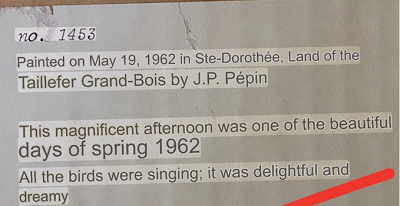 no. 1453
Painted on May 19, 1962 in Ste-Dorothée, Land of the
Taillefer Grand-Bois by J.P. Pépin
This magnificent afternoon was one of the beautiful
days of spring 1962
All the birds were singing; it was delightful and
dreamy